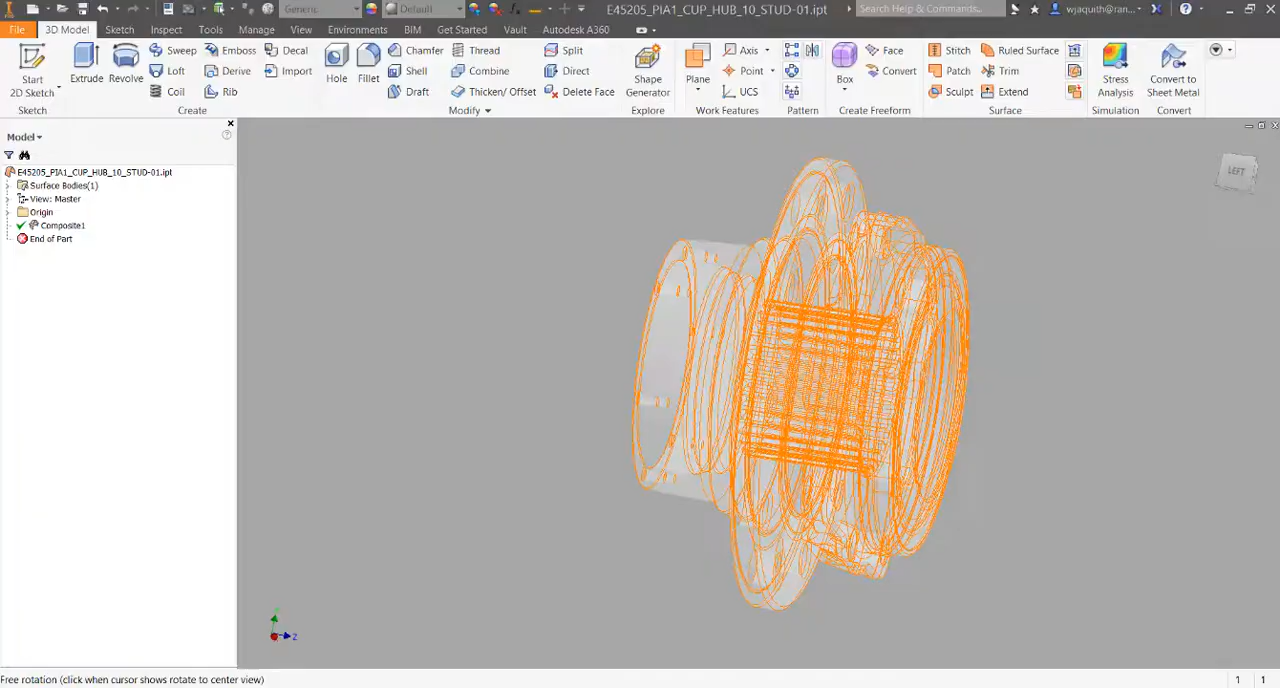 Generic
Default
E45205_PIA1_CUP_HUB_10_STUD-01.ipt
Search Help & Commands...
wjaquith@ran...
File
3D Model
Sketch
Inspect
Tools
Manage
View
Environments
BIM
Get Started
Vault
Autodesk A360
Start
2D Sketch
Sketch
Extrude
Revolve
Sweep
Emboss
Decal
Loft
Derive
Import
Coil
Rib
Create
Hole
Fillet
Chamfer
Thread
Split
Shell
Combine
Direct
Draft
Thicken/ Offset
Delete Face
Modify
Shape
Generator
Explore
Plane
Axis
Point
UCS
Work Features
Pattern
Box
Face
Convert
Create Freeform
Stitch
Ruled Surface
Patch
Trim
Sculpt
Extend
Surface
Stress
Analysis
Simulation
Convert to
Sheet Metal
Convert
Model
E45205_PIA1_CUP_HUB_10_STUD-01.ipt
Surface Bodies(1)
View: Master
Origin
Composite1
End of Part
LEFT
Z
Free rotation (click when cursor shows rotate to center view)
1 1